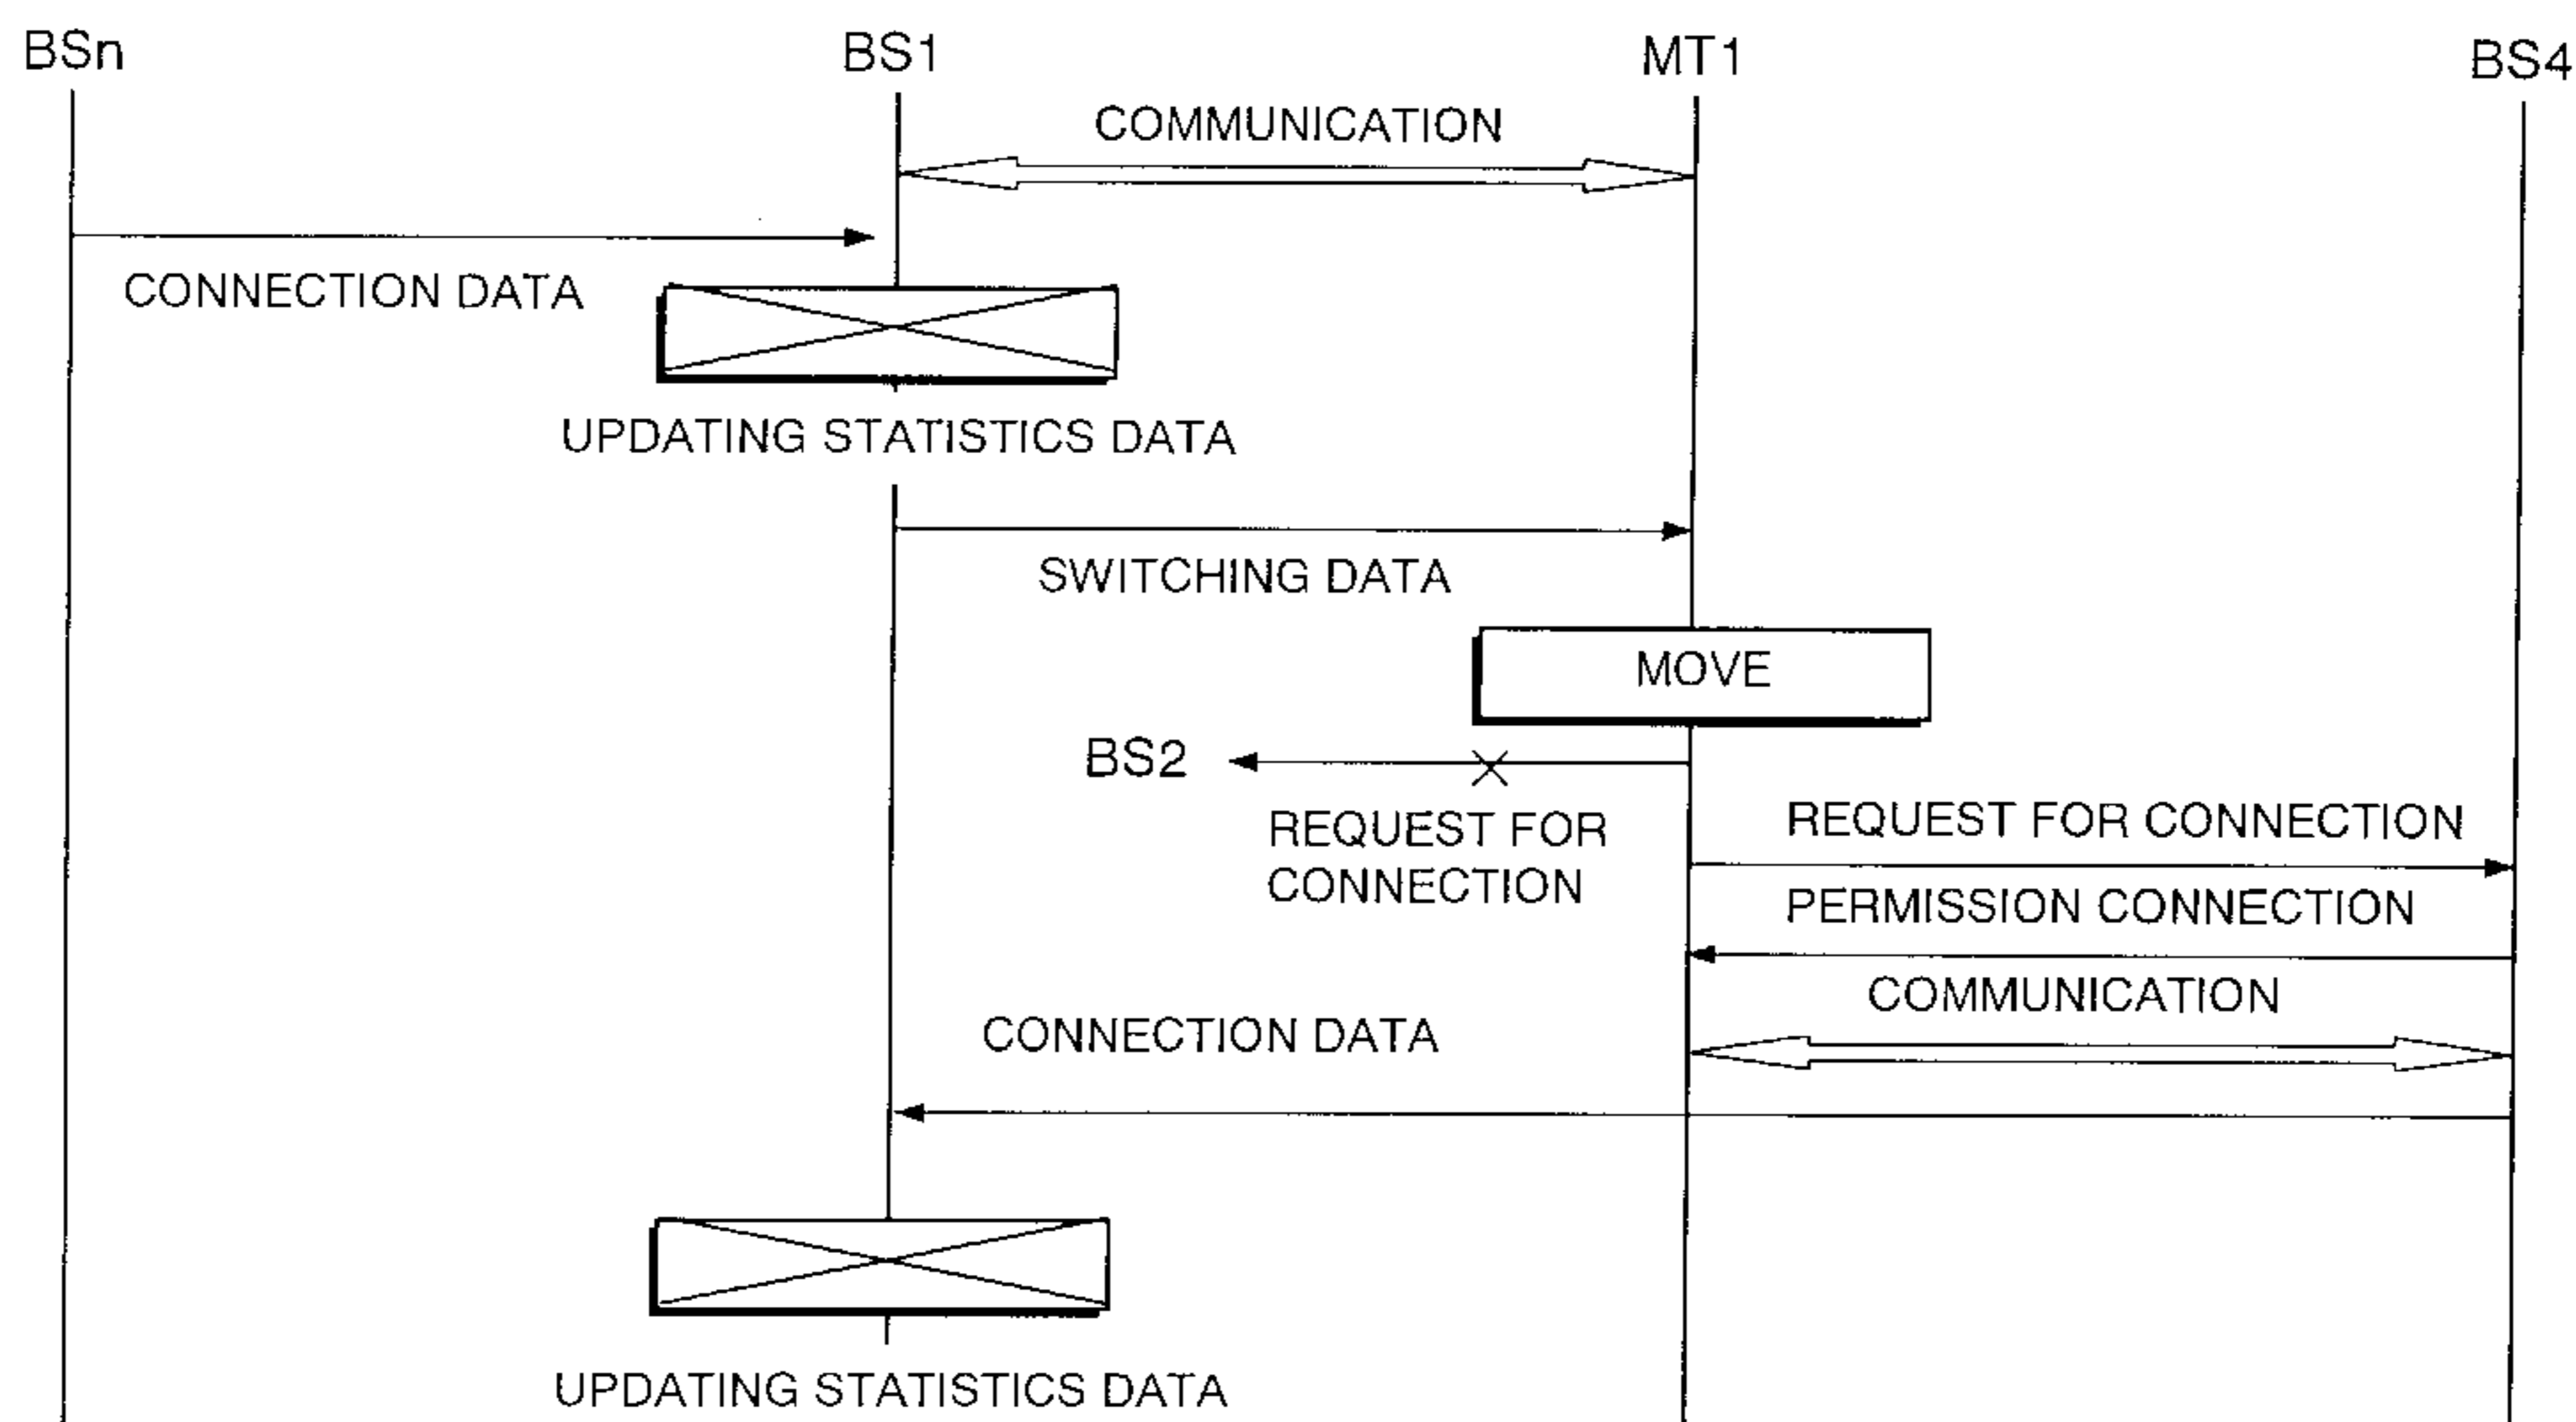 BSn
BS1
MT1
BS4
COMMUNICATION
CONNECTION DATA
UPDATING STATISTICS DATA
SWITCHING DATA
MOVE
BS2
REQUEST FOR
CONNECTION
REQUEST FOR CONNECTION
PERMISSION CONNECTION
COMMUNICATION
CONNECTION DATA
UPDATING STATISTICS DATA